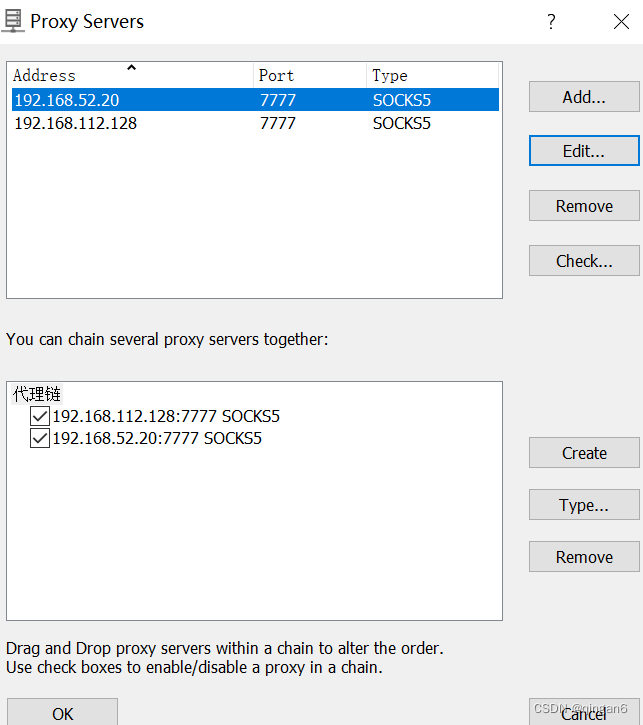 Proxy Servers ? 
Address Port Type
192.168.52.20 7777 SOCKS5
192.168.112.128 7777 SOCKS5
Add...
Edit...
Remove
Check...
You can chain several proxy servers together:
代理链
192.168.112.128:7777 SOCKS5
192.168.52.20:7777 SOCKS5
Create
Type...
Remove
Drag and Drop proxy servers within a chain to alter the order.
Use check boxes to enable/disable a proxy in a chain.
OK
Cancel
CSDN @qingan6